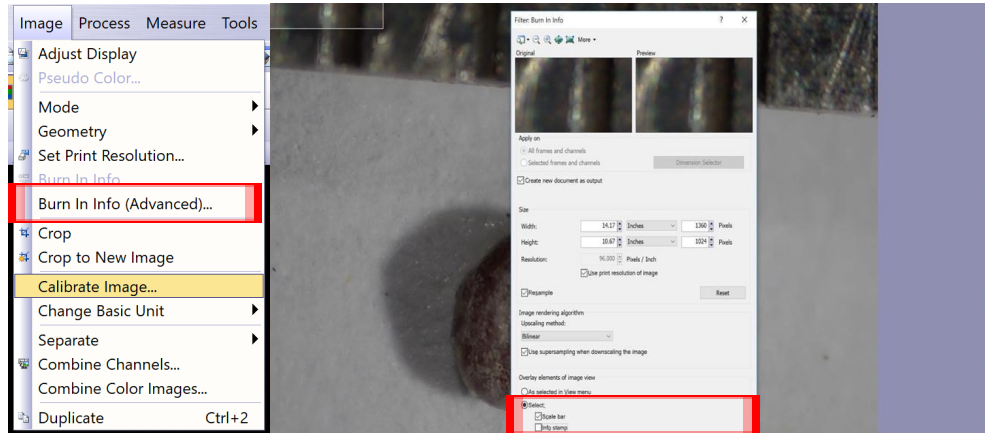 Image Process Measure Tools
Adjust Display
Pseudo Color...
Mode
Geometry
Set Print Resolution...
Burn In Info
Burn In Info (Advanced)...
Crop
Crop to New Image
Calibrate Image...
Change Basic Unit
Separate
Combine Channels...
Combine Color Images...
Duplicate Ctrl+2
Filter: Burn In Info ? X
More
Original Preview
Apply on
All frames and channels
Selected frames and channels Dimension Selector
Create new document as output
Size
Width: 14.17 Inches 1360 Pixels
Height: 10.67 Inches 1024 Pixels
Resolution: 96.000 Pixels / Inch
Use print resolution of image
Resample Reset
Image rendering algorithm
Upscaling method:
Bilinear
Use supersampling when downscaling the image
Overlay elements of image view
As selected in View menu
Select:
Scale bar
Info stamp